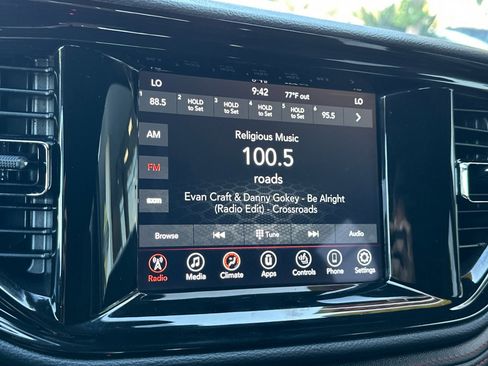 LO 9:42 77°F out LO
1 88.5 2 HOLD to Set 3 HOLD to Set 4 HOLD to Set 5 HOLD to Set 6 95.5
AM
Religious Music
FM
100.5
roads
Evan Craft & Danny Gokey - Be Alright
(Radio Edit) - Crossroads
Browse Tune Audio
Radio Media Climate Apps Controls Phone Settings